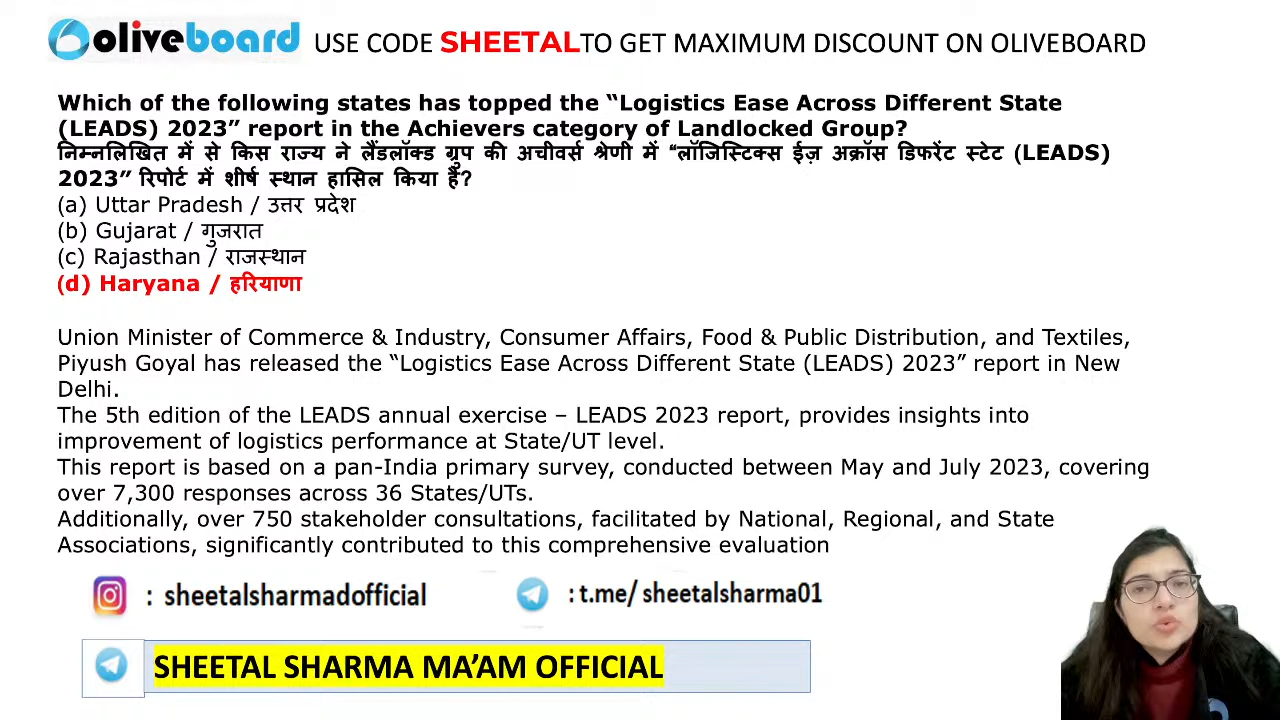 oliveboard USE CODE SHEETAL TO GET MAXIMUM DISCOUNT ON OLIVEBOARD
Which of the following states has topped the “Logistics Ease Across Different State
(LEADS) 2023” report in the Achievers category of Landlocked Group?
निम्नलिखित में से किस राज्य ने लैंडलॉक्ड ग्रुप की अचीवर्स श्रेणी में “लॉजिस्टिक्स ईज़ अक्रॉस डिफरेंट स्टेट (LEADS)
2023” रिपोर्ट में शीर्ष स्थान हासिल किया है?
(a) Uttar Pradesh / उत्तर प्रदेश
(b) Gujarat / गुजरात
(c) Rajasthan / राजस्थान
(d) Haryana / हरियाणा
Union Minister of Commerce & Industry, Consumer Affairs, Food & Public Distribution, and Textiles,
Piyush Goyal has released the “Logistics Ease Across Different State (LEADS) 2023” report in New
Delhi.
The 5th edition of the LEADS annual exercise – LEADS 2023 report, provides insights into
improvement of logistics performance at State/UT level.
This report is based on a pan-India primary survey, conducted between May and July 2023, covering
over 7,300 responses across 36 States/UTs.
Additionally, over 750 stakeholder consultations, facilitated by National, Regional, and State
Associations, significantly contributed to this comprehensive evaluation
: sheetalsharmadofficial : t.me/ sheetalsharma01
SHEETAL SHARMA MA’AM OFFICIAL